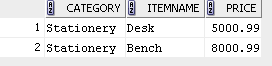 CATEGORY ITEMNAME PRICE
1 Stationery Desk 5000.99
2 Stationery Bench 8000.99